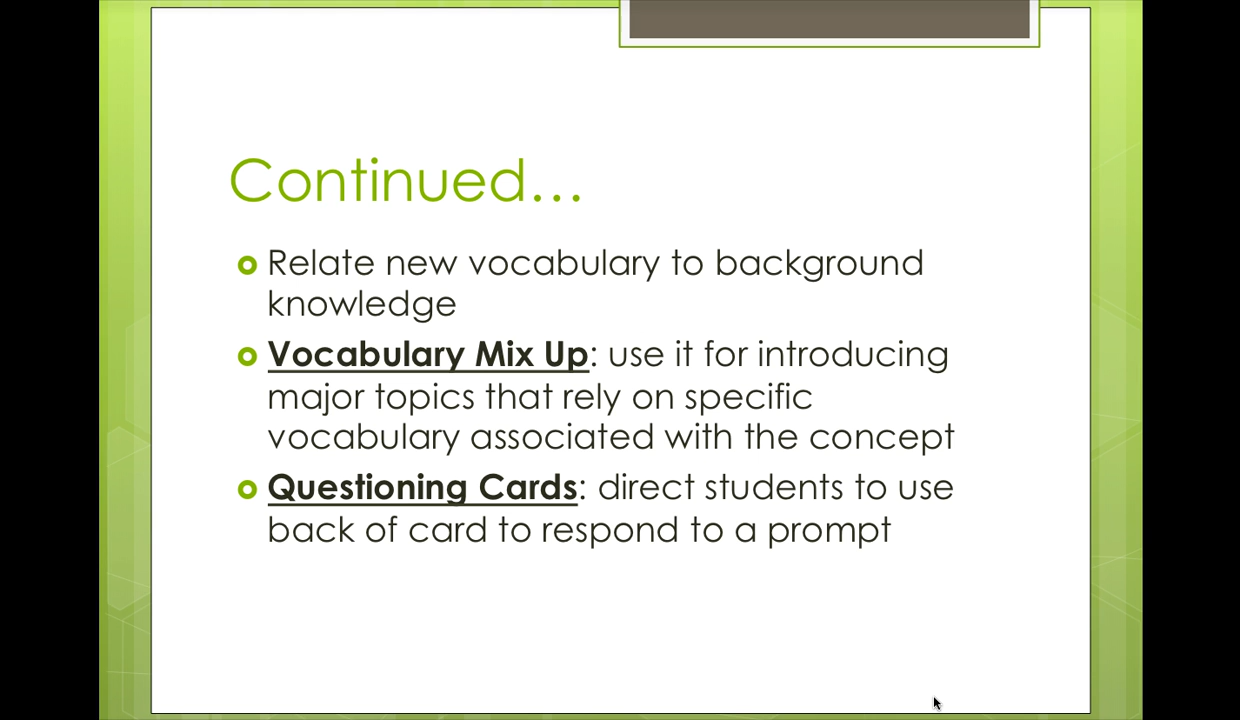 Continued…
Relate new vocabulary to background
knowledge
Vocabulary Mix Up: use it for introducing
major topics that rely on specific
vocabulary associated with the concept
Questioning Cards: direct students to use
back of card to respond to a prompt